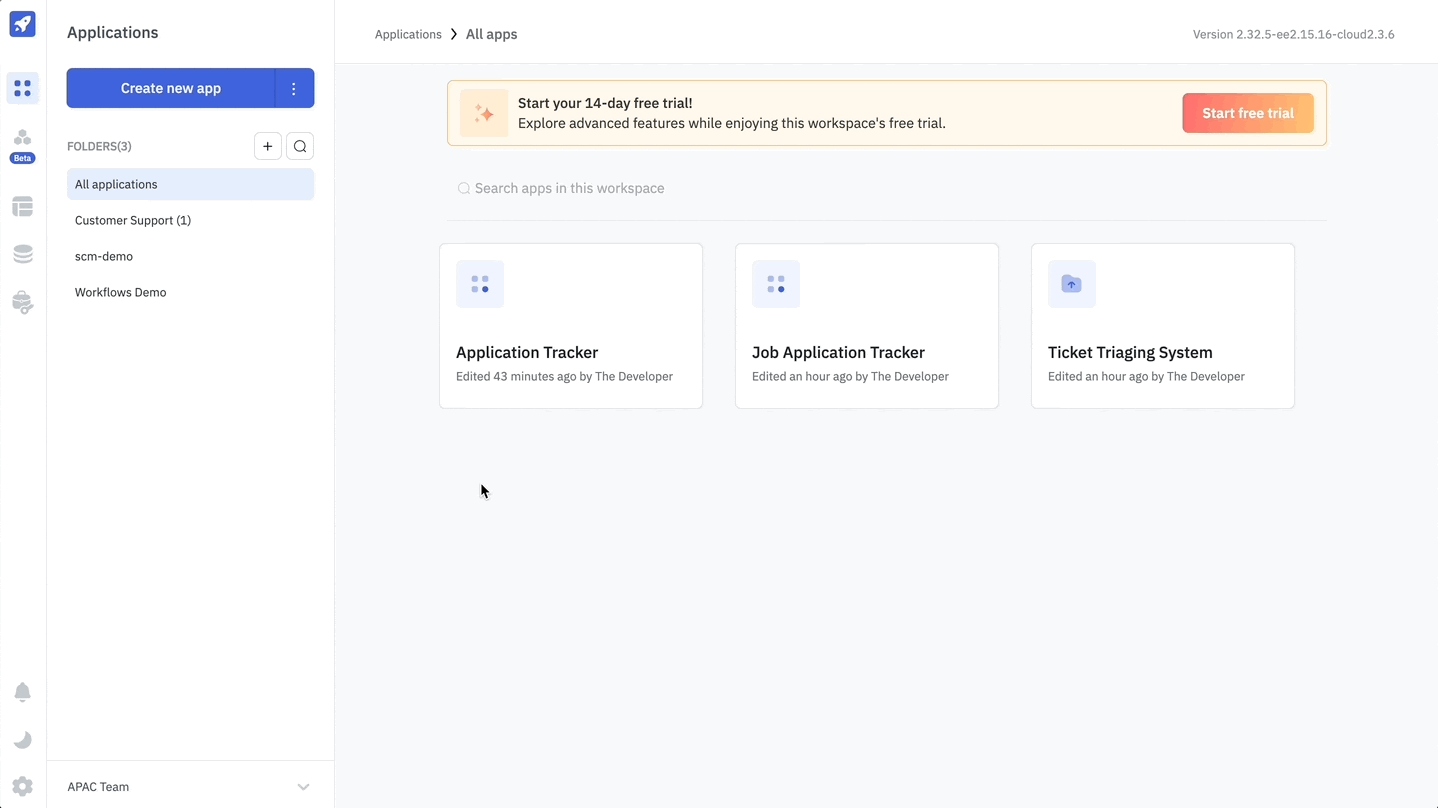 Applications
Create new app
Beta
FOLDERS(3)
All applications
Customer Support (1)
scm-demo
Workflows Demo
APAC Team
Applications > All apps
Version 2.32.5-ee2.15.16-cloud2.3.6
Start your 14-day free trial!
Explore advanced features while enjoying this workspace's free trial.
Start free trial
Search apps in this workspace
Application Tracker
Edited 43 minutes ago by The Developer
Job Application Tracker
Edited an hour ago by The Developer
Ticket Triaging System
Edited an hour ago by The Developer